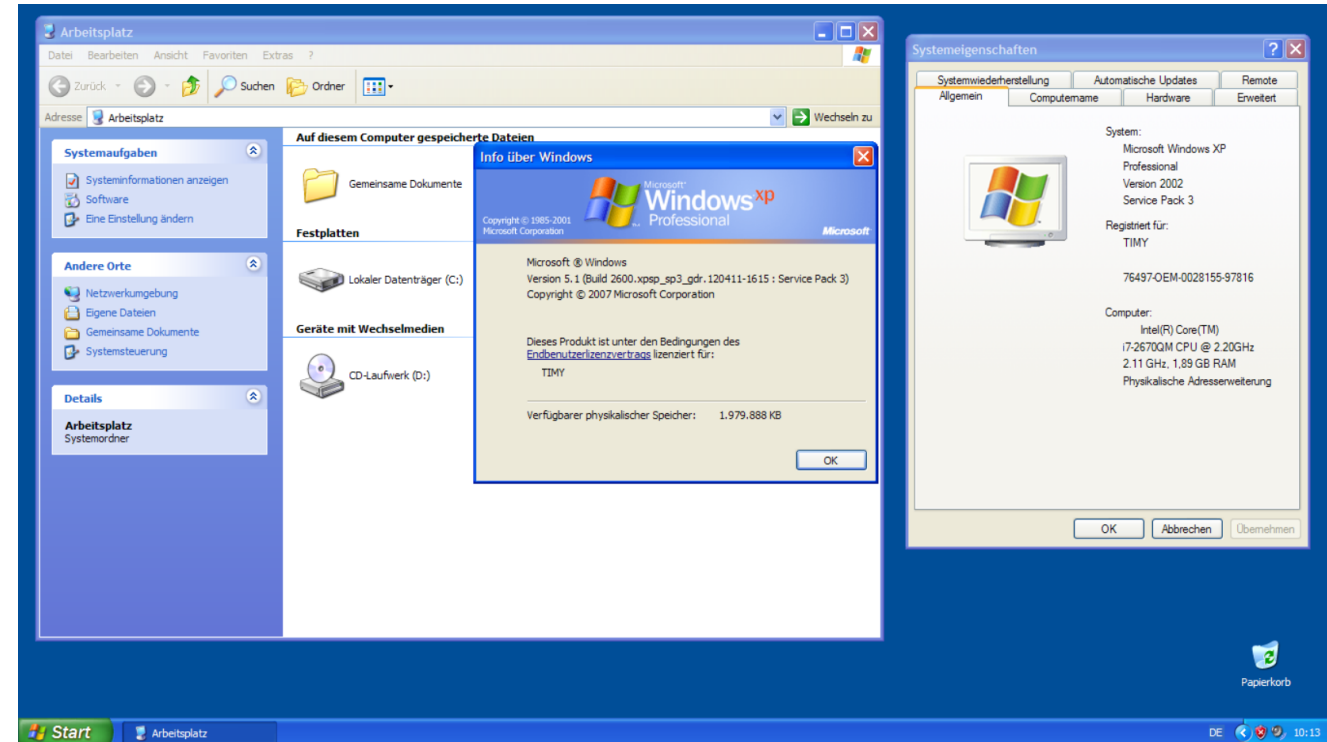 Arbeitsplatz
Datei Bearbeiten Ansicht Favoriten Extras ?
Zurück Suchen Ordner
Adresse Arbeitsplatz Wechseln zu
Systemaufgaben
Systeminformationen anzeigen
Software
Eine Einstellung ändern
Andere Orte
Netzwerkumgebung
Eigene Dateien
Gemeinsame Dokumente
Systemsteuerung
Details
Arbeitsplatz
Systemordner
Auf diesem Computer gespeicherte Dateien
Gemeinsame Dokumente
Festplatten
Lokaler Datenträger (C:)
Geräte mit Wechselmedien
CD-Laufwerk (D:)
Info über Windows
Microsoft
Windows xp
Professional
Copyright © 1985-2001
Microsoft Corporation
Microsoft
Microsoft ® Windows
Version 5.1 (Build 2600.xpsp_sp3_gdr.120411-1615 : Service Pack 3)
Copyright © 2007 Microsoft Corporation
Dieses Produkt ist unter den Bedingungen des
Endbenutzerlizenzvertrags lizenziert für:
TIMY
Verfügbarer physikalischer Speicher: 1.979.888 KB
OK
Systemeigenschaften
?
Systemwiederherstellung Automatische Updates Remote
Allgemein Computername Hardware Erweitert
System:
Microsoft Windows XP
Professional
Version 2002
Service Pack 3
Registriert für:
TIMY
76497-OEM-0028155-97816
Computer:
Intel(R) Core(TM)
i7-2670QM CPU @ 2.20GHz
2.11 GHz, 1,89 GB RAM
Physikalische Adresserweiterung
OK Abbrechen Übernehmen
Papierkorb
Start Arbeitsplatz DE 10:13